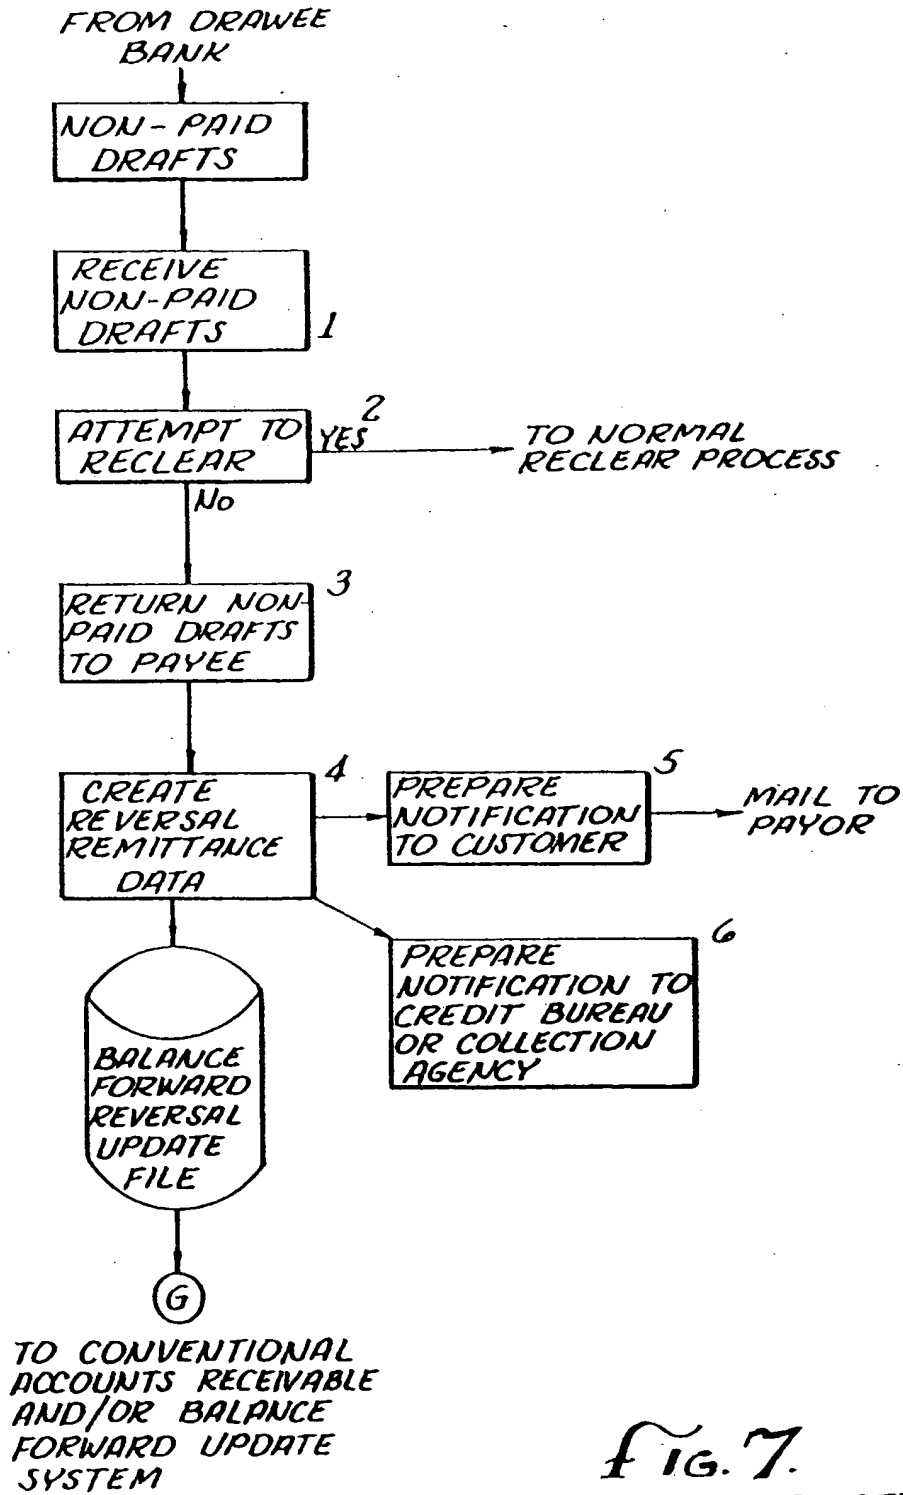 FROM DRAWEE
BANK
NON-PAID
DRAFTS
RECEIVE
NON-PAID
DRAFTS
1
ATTEMPT TO
RECLEAR
2
YES
TO NORMAL
RECLEAR PROCESS
No
3
RETURN NON-
PAID DRAFTS
TO PAYEE
4
CREATE
REVERSAL
REMITTANCE
DATA
5
PREPARE
NOTIFICATION
TO CUSTOMER
MAIL TO
PAYOR
6
PREPARE
NOTIFICATION TO
CREDIT BUREAU
OR COLLECTION
AGENCY
BALANCE
FORWARD
REVERSAL
UPDATE
FILE
G
TO CONVENTIONAL
ACCOUNTS RECEIVABLE
AND/OR BALANCE
FORWARD UPDATE
SYSTEM
FIG. 7.